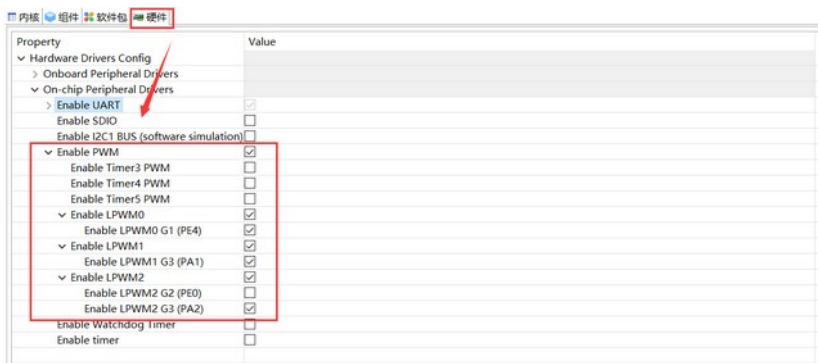 内核 组件 软件包 硬件
Property Value
Hardware Drivers Config
Onboard Peripheral Drivers
On-chip Peripheral Drivers
Enable UART
Enable SDIO
Enable I2C1 BUS (software simulation)
Enable PWM
Enable Timer3 PWM
Enable Timer4 PWM
Enable Timer5 PWM
Enable LPWM0
Enable LPWM0 G1 (PE4)
Enable LPWM1
Enable LPWM1 G3 (PA1)
Enable LPWM2
Enable LPWM2 G2 (PE0)
Enable LPWM2 G3 (PA2)
Enable Watchdog Timer
Enable timer